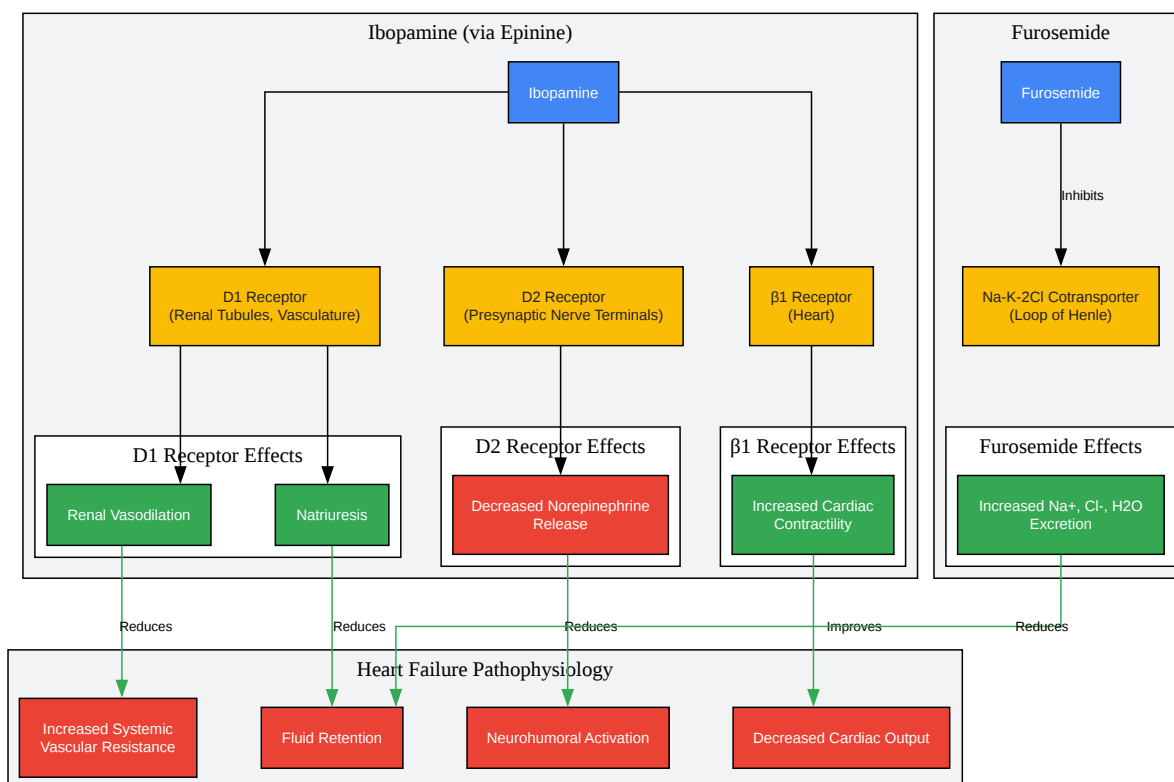 Ibopamine (via Epinine)
Furosemide
Ibopamine
Furosemide
Inhibits
D1 Receptor
(Renal Tubules, Vasculature)
D2 Receptor
(Presynaptic Nerve Terminals)
β1 Receptor
(Heart)
Na-K-2Cl Cotransporter
(Loop of Henle)
D1 Receptor Effects
D2 Receptor Effects
β1 Receptor Effects
Furosemide Effects
Renal Vasodilation
Natriuresis
Decreased Norepinephrine
Release
Increased Cardiac
Contractility
Increased Na+, Cl-, H2O
Excretion
Reduces
Reduces
Reduces
Improves
Reduces
Heart Failure Pathophysiology
Increased Systemic
Vascular Resistance
Fluid Retention
Neurohumoral Activation
Decreased Cardiac Output